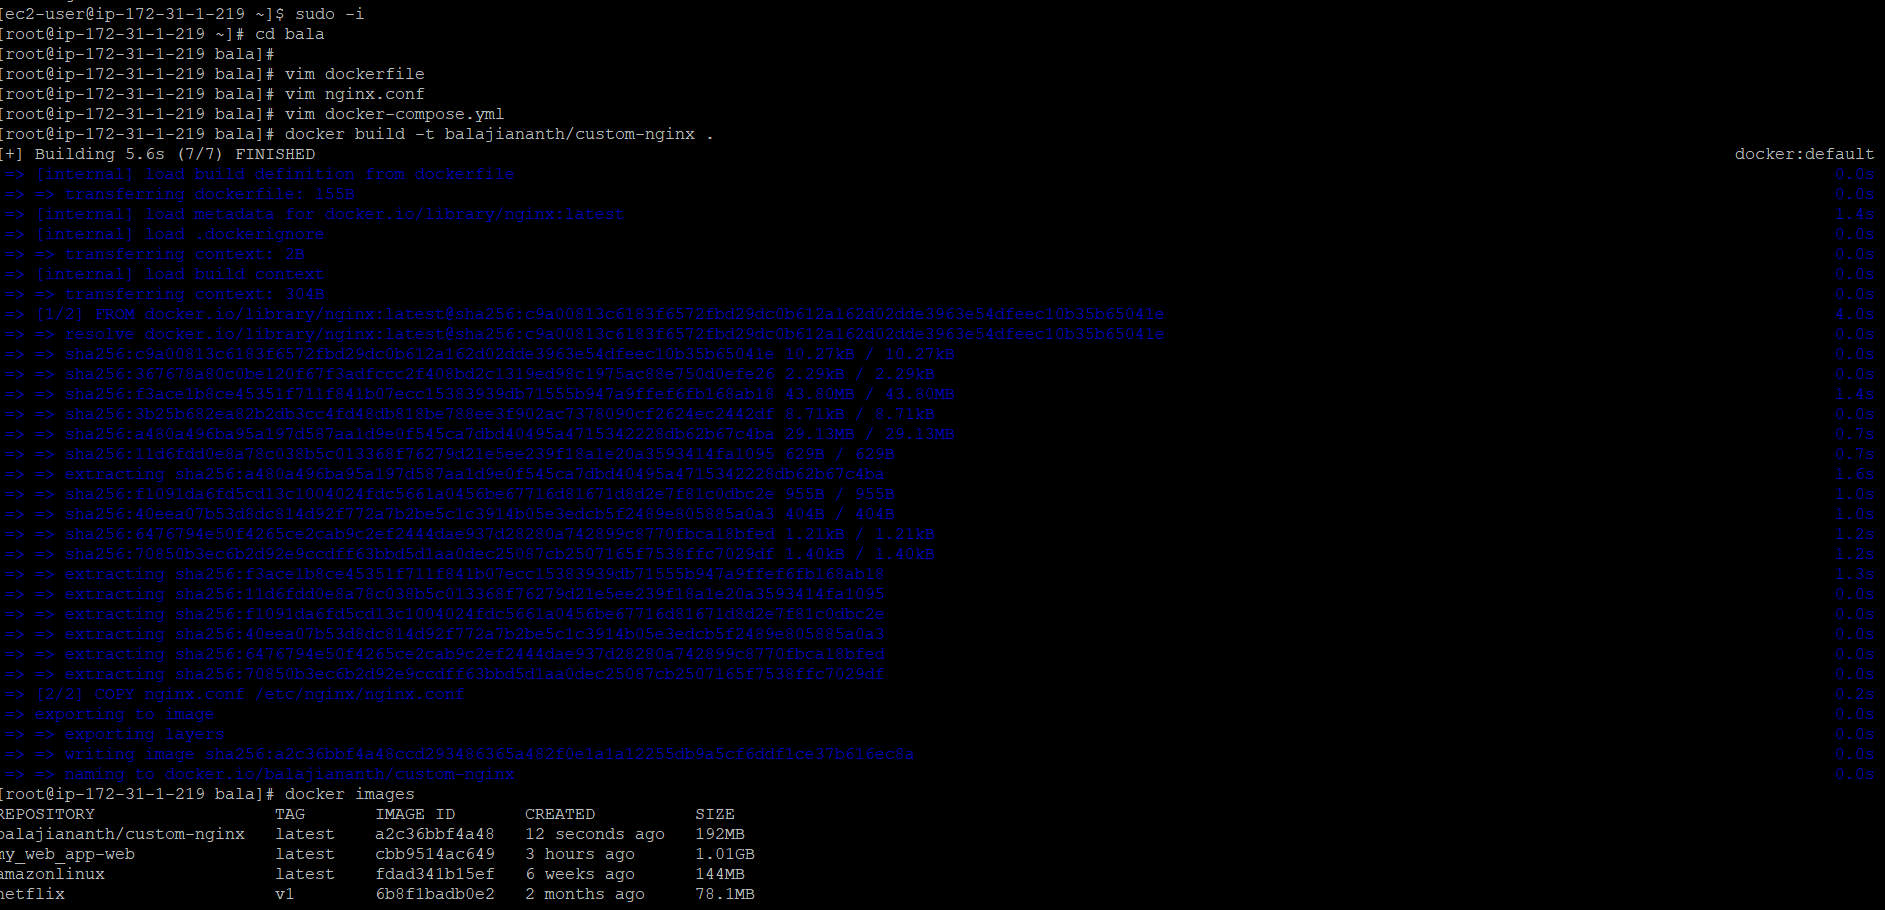 [ec2-user@ip-172-31-1-219 ~]$ sudo -i
[root@ip-172-31-1-219 ~]# cd bala
[root@ip-172-31-1-219 bala]#
[root@ip-172-31-1-219 bala]# vim dockerfile
[root@ip-172-31-1-219 bala]# vim nginx.conf
[root@ip-172-31-1-219 bala]# vim docker-compose.yml
[root@ip-172-31-1-219 bala]# docker build -t balajiananth/custom-nginx .
[+] Building 5.6s (7/7) FINISHED docker:default
=> [internal] load build definition from dockerfile 0.0s
=> => transferring dockerfile: 155B 0.0s
=> [internal] load metadata for docker.io/library/nginx:latest 1.4s
=> [internal] load .dockerignore 0.0s
=> => transferring context: 2B 0.0s
=> [internal] load build context 0.0s
=> => transferring context: 304B 0.0s
=> [1/2] FROM docker.io/library/nginx:latest@sha256:c9a00813c6183f6572fbd29dc0b612a162d02dde3963e54dfeec10b35b65041e 4.0s
=> => resolve docker.io/library/nginx:latest@sha256:c9a00813c6183f6572fbd29dc0b612a162d02dde3963e54dfeec10b35b65041e 0.0s
=> => sha256:c9a00813c6183f6572fbd29dc0b612a162d02dde3963e54dfeec10b35b65041e 10.27kB / 10.27kB 0.0s
=> => sha256:367678a80c0be120f67f3adfccc2f408bd2c1319ed98c1975ac88e750d0efe26 2.29kB / 2.29kB 0.0s
=> => sha256:f3ace1b8ce45351f711f841b07ecc15383939db71555b947a9ffef6fb168ab18 43.80MB / 43.80MB 1.4s
=> => sha256:3b25b682ea82b2db3cc4fd48db818be788ee3f902ac7378090cf2624ec2442df 8.71kB / 8.71kB 0.0s
=> => sha256:a480a496ba95a197d587aa1d9e0f545ca7dbd40495a4715342228db62b67c4ba 29.13MB / 29.13MB 0.7s
=> => sha256:11d6fdd0e8a78c038b5c013368f76279d21e5ee239f18a1e20a3593414fa1095 629B / 629B 0.7s
=> => extracting sha256:a480a496ba95a197d587aa1d9e0f545ca7dbd40495a4715342228db62b67c4ba 1.6s
=> => sha256:f1091da6fd5cd13c1004024fdc5661a0456be67716d81671d8d2e7f81c0dbc2e 955B / 955B 1.0s
=> => sha256:40eea07b53d8dc814d92f772a7b2be5c1c3914b05e3edcb5f2489e805885a0a3 404B / 404B 1.0s
=> => sha256:6476794e50f4265ce2cab9c2ef2444dae937d28280a742899c8770fbca18bfed 1.21kB / 1.21kB 1.2s
=> => sha256:70850b3ec6b2d92e9ccdff63bbd5d1aa0dec25087cb2507165f7538ffc7029df 1.40kB / 1.40kB 1.2s
=> => extracting sha256:f3ace1b8ce45351f711f841b07ecc15383939db71555b947a9ffef6fb168ab18 1.3s
=> => extracting sha256:11d6fdd0e8a78c038b5c013368f76279d21e5ee239f18a1e20a3593414fa1095 0.0s
=> => extracting sha256:f1091da6fd5cd13c1004024fdc5661a0456be67716d81671d8d2e7f81c0dbc2e 0.0s
=> => extracting sha256:40eea07b53d8dc814d92f772a7b2be5c1c3914b05e3edcb5f2489e805885a0a3 0.0s
=> => extracting sha256:6476794e50f4265ce2cab9c2ef2444dae937d28280a742899c8770fbca18bfed 0.0s
=> => extracting sha256:70850b3ec6b2d92e9ccdff63bbd5d1aa0dec25087cb2507165f7538ffc7029df 0.0s
=> [2/2] COPY nginx.conf /etc/nginx/nginx.conf 0.2s
=> exporting to image 0.0s
=> => exporting layers 0.0s
=> => writing image sha256:a2c36bbf4a48ccd293486365a482f0e1a1a12255db9a5cf6ddf1ce37b616ec8a 0.0s
=> => naming to docker.io/balajiananth/custom-nginx 0.0s
[root@ip-172-31-1-219 bala]# docker images
REPOSITORY TAG IMAGE ID CREATED SIZE
balajiananth/custom-nginx latest a2c36bbf4a48 12 seconds ago 192MB
my_web_app-web latest cbb9514ac649 3 hours ago 1.01GB
amazonlinux latest fdad341b15ef 6 weeks ago 144MB
netflix v1 6b8f1badb0e2 2 months ago 78.1MB